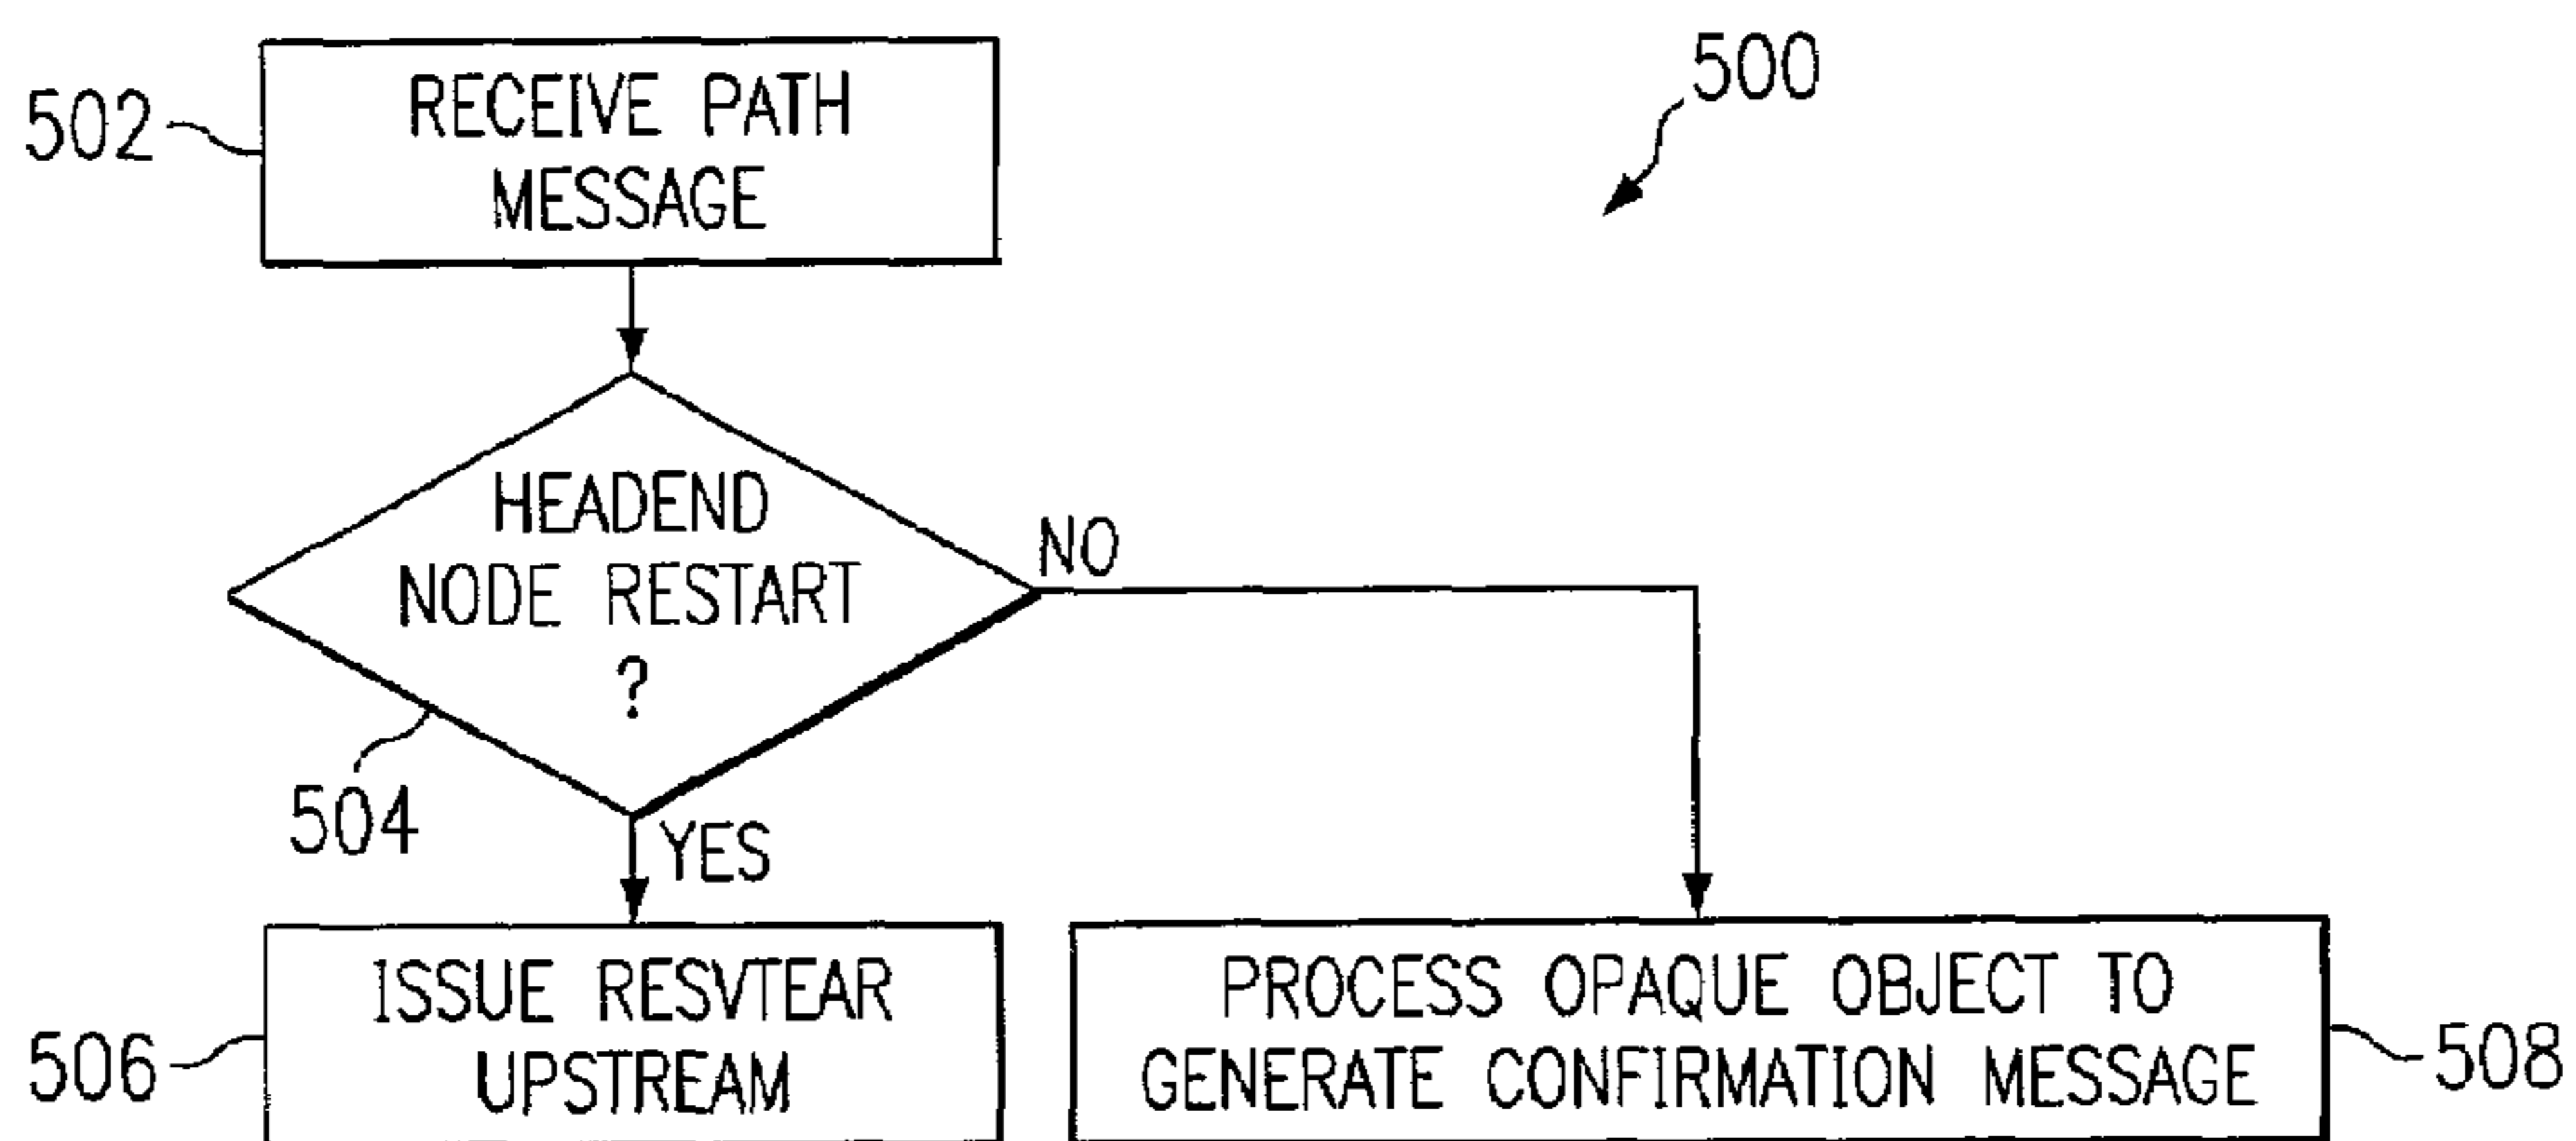 500
502
RECEIVE PATH
MESSAGE
HEADEND
NODE RESTART
?
NO
504
YES
506
ISSUE RESVTEAR
UPSTREAM
PROCESS OPAQUE OBJECT TO
GENERATE CONFIRMATION MESSAGE
508